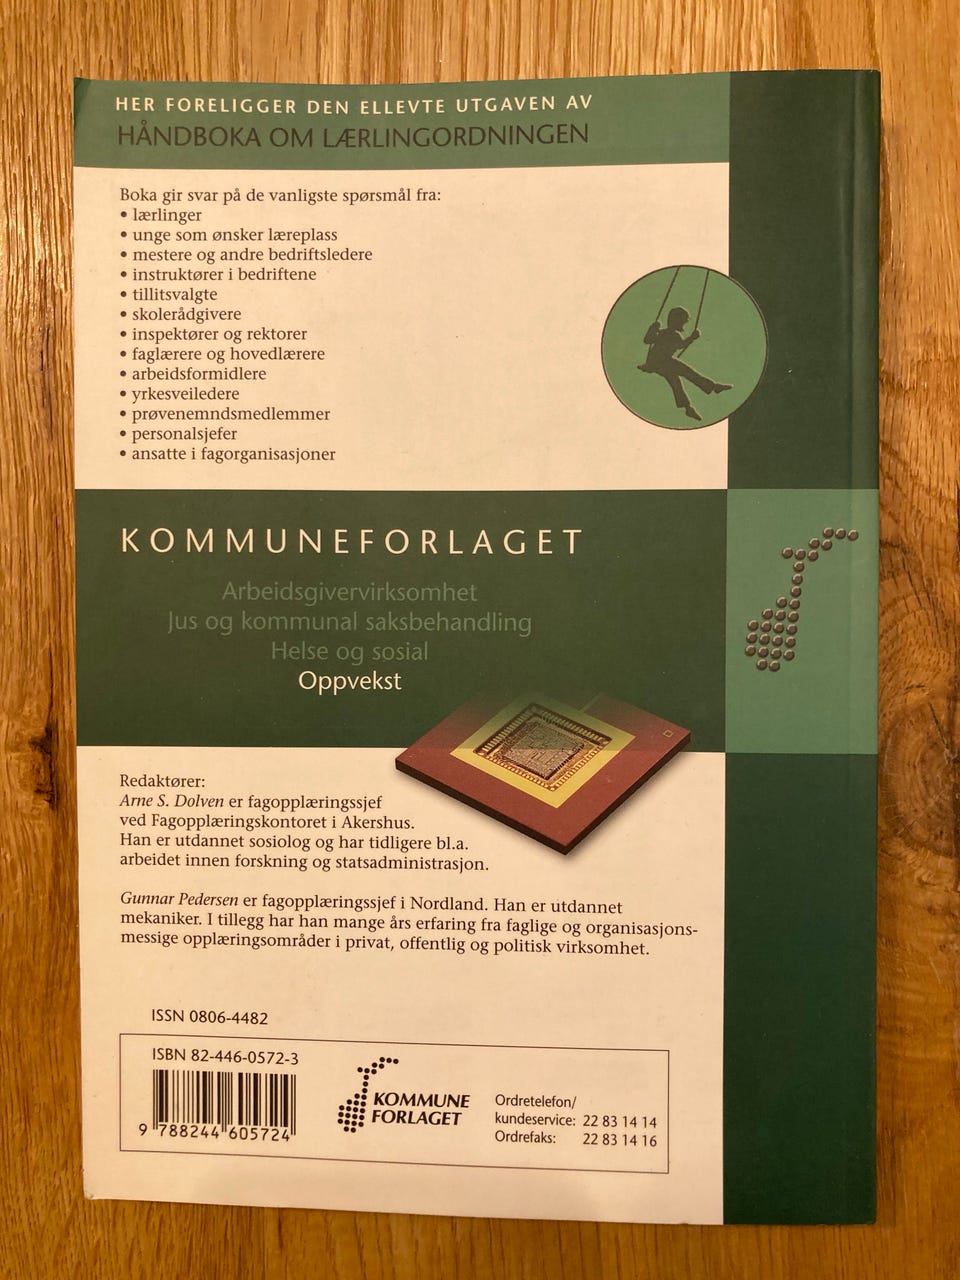 HER FORELIGGER DEN ELLEVTE UTGAVEN AV
HÅNDBOKA OM LÆRLINGORDNINGEN
Boka gir svar på de vanligste spørsmål fra:
• lærlinger
• unge som ønsker læreplass
• mestere og andre bedriftsledere
• instruktører i bedriftene
• tillitsvalgte
• skolerådgivere
• inspektører og rektorer
• faglærere og hovedlærere
• arbeidsformidlere
• yrkesveiledere
• prøvenemndsmedlemmer
• personalsjefer
• ansatte i fagorganisasjoner
KOMMUNEFORLAGET
Arbeidsgivervirksomhet
Jus og kommunal saksbehandling
Helse og sosial
Oppvekst
Redaktører:
Arne S. Dolven er fagopplæringssjef
ved Fagopplæringskontoret i Akershus.
Han er utdannet sosiolog og har tidligere bl.a.
arbeidet innen forskning og statsadministrasjon.
Gunnar Pedersen er fagopplæringssjef i Nordland. Han er utdannet
mekaniker. I tillegg har han mange års erfaring fra faglige og organisasjons-
messige opplæringsområder i privat, offentlig og politisk virksomhet.
ISSN 0806-4482
ISBN 82-446-0572-3
9 788244 605724
KOMMUNE
FORLAGET
Ordretelefon/
kundeservice: 22 83 14 14
Ordrefaks: 22 83 14 16